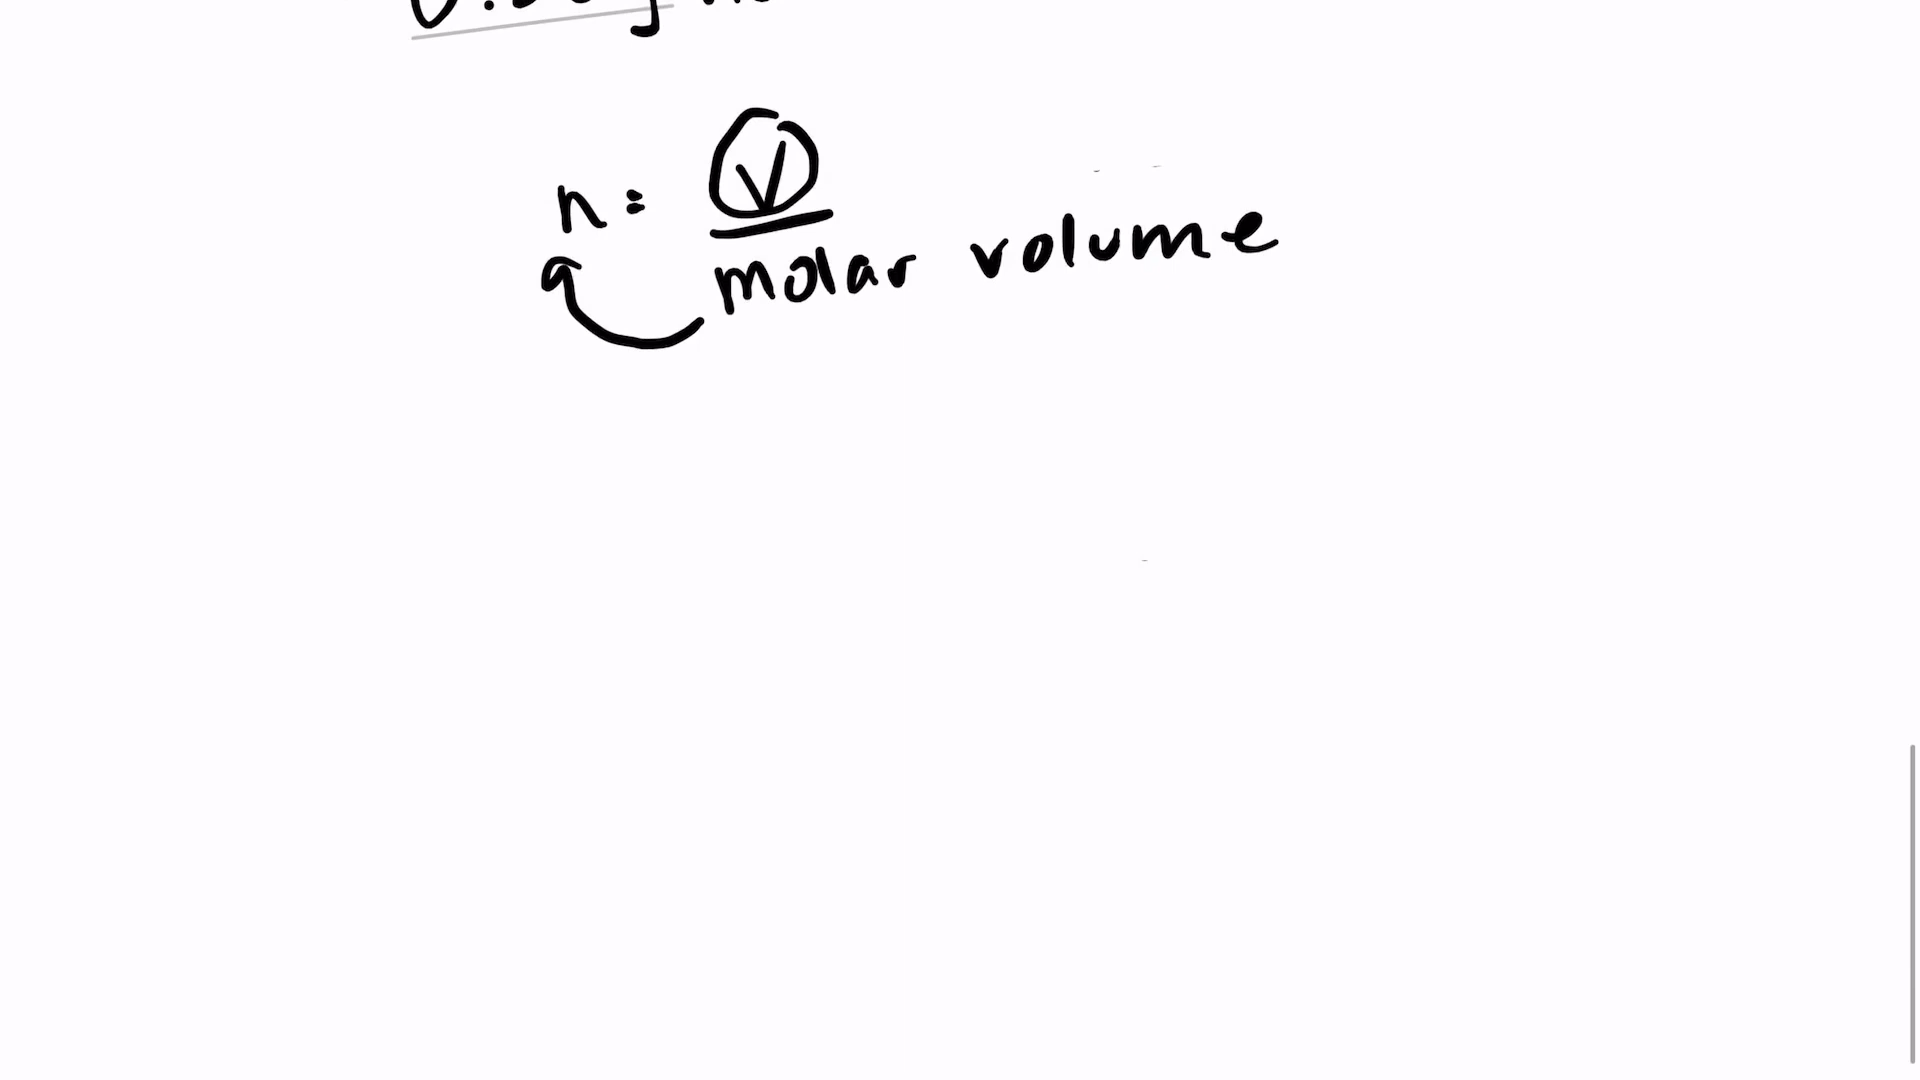 n = V
molar volume